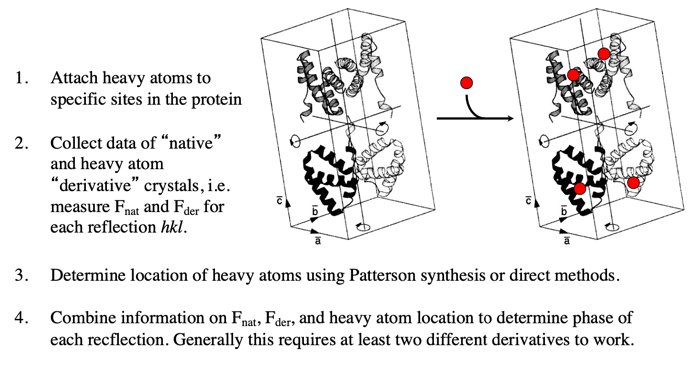 1. Attach heavy atoms to
specific sites in the protein
2. Collect data of “native”
and heavy atom
“derivative” crystals, i.e.
measure Fnat and Fder for
each reflection hkl.
c
b
a
c
b
a
3. Determine location of heavy atoms using Patterson synthesis or direct methods.
4. Combine information on Fnat, Fder, and heavy atom location to determine phase of
each recflection. Generally this requires at least two different derivatives to work.